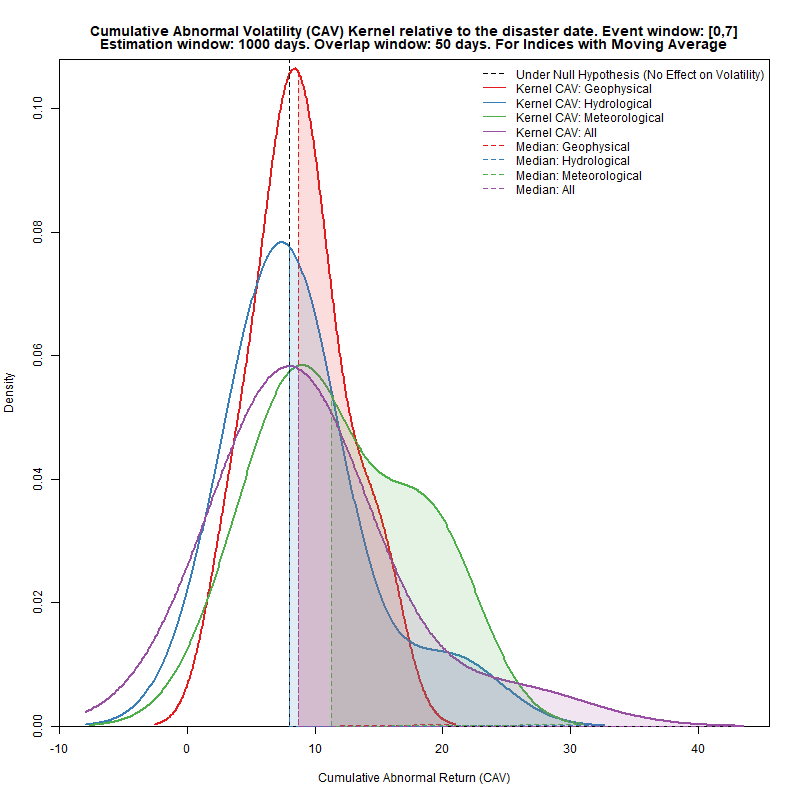 Cumulative Abnormal Volatility (CAV) Kernel relative to the disaster date. Event window: [0,7]
Estimation window: 1000 days. Overlap window: 50 days. For Indices with Moving Average
Under Null Hypothesis (No Effect on Volatility)
Kernel CAV: Geophysical
Kernel CAV: Hydrological
Kernel CAV: Meteorological
Kernel CAV: All
Median: Geophysical
Median: Hydrological
Median: Meteorological
Median: All
Density
0.10
0.08
0.06
0.04
0.02
0.00
-10 0 10 20 30 40
Cumulative Abnormal Return (CAV)